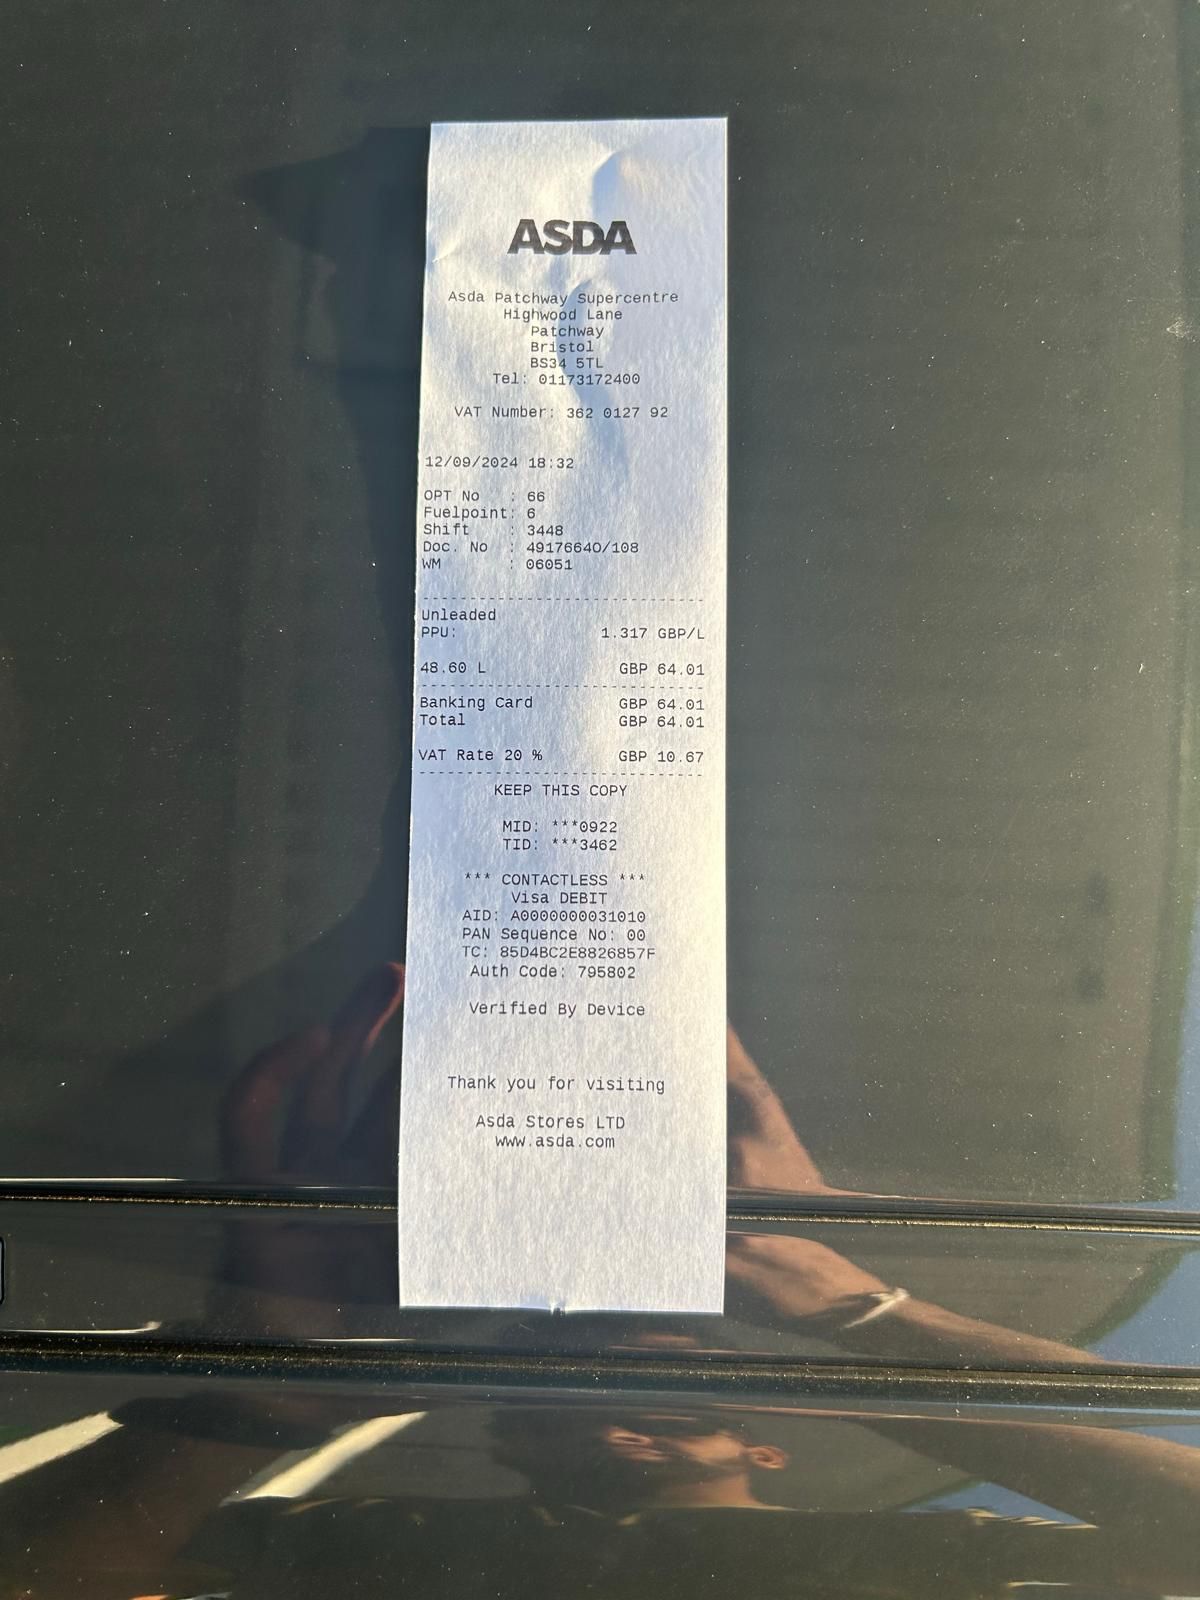 ASDA
Asda Patchway Supercentre
Highwood Lane
Patchway
Bristol
BS34 5TL
Tel: 01173172400
VAT Number: 362 0127 92
12/09/2024 18:32
OPT No : 66
Fuelpoint: 6
Shift : 3448
Doc. No : 49176640/108
WM : 06051
Unleaded
PPU: 1.317 GBP/L
48.60 L GBP 64.01
Banking Card GBP 64.01
Total GBP 64.01
VAT Rate 20 % GBP 10.67
KEEP THIS COPY
MID: ***0922
TID: ***3462
*** CONTACTLESS ***
Visa DEBIT
AID: A0000000031010
PAN Sequence No: 00
TC: 85D4BC2E8826857F
Auth Code: 795802
Verified By Device
Thank you for visiting
Asda Stores LTD
www.asda.com